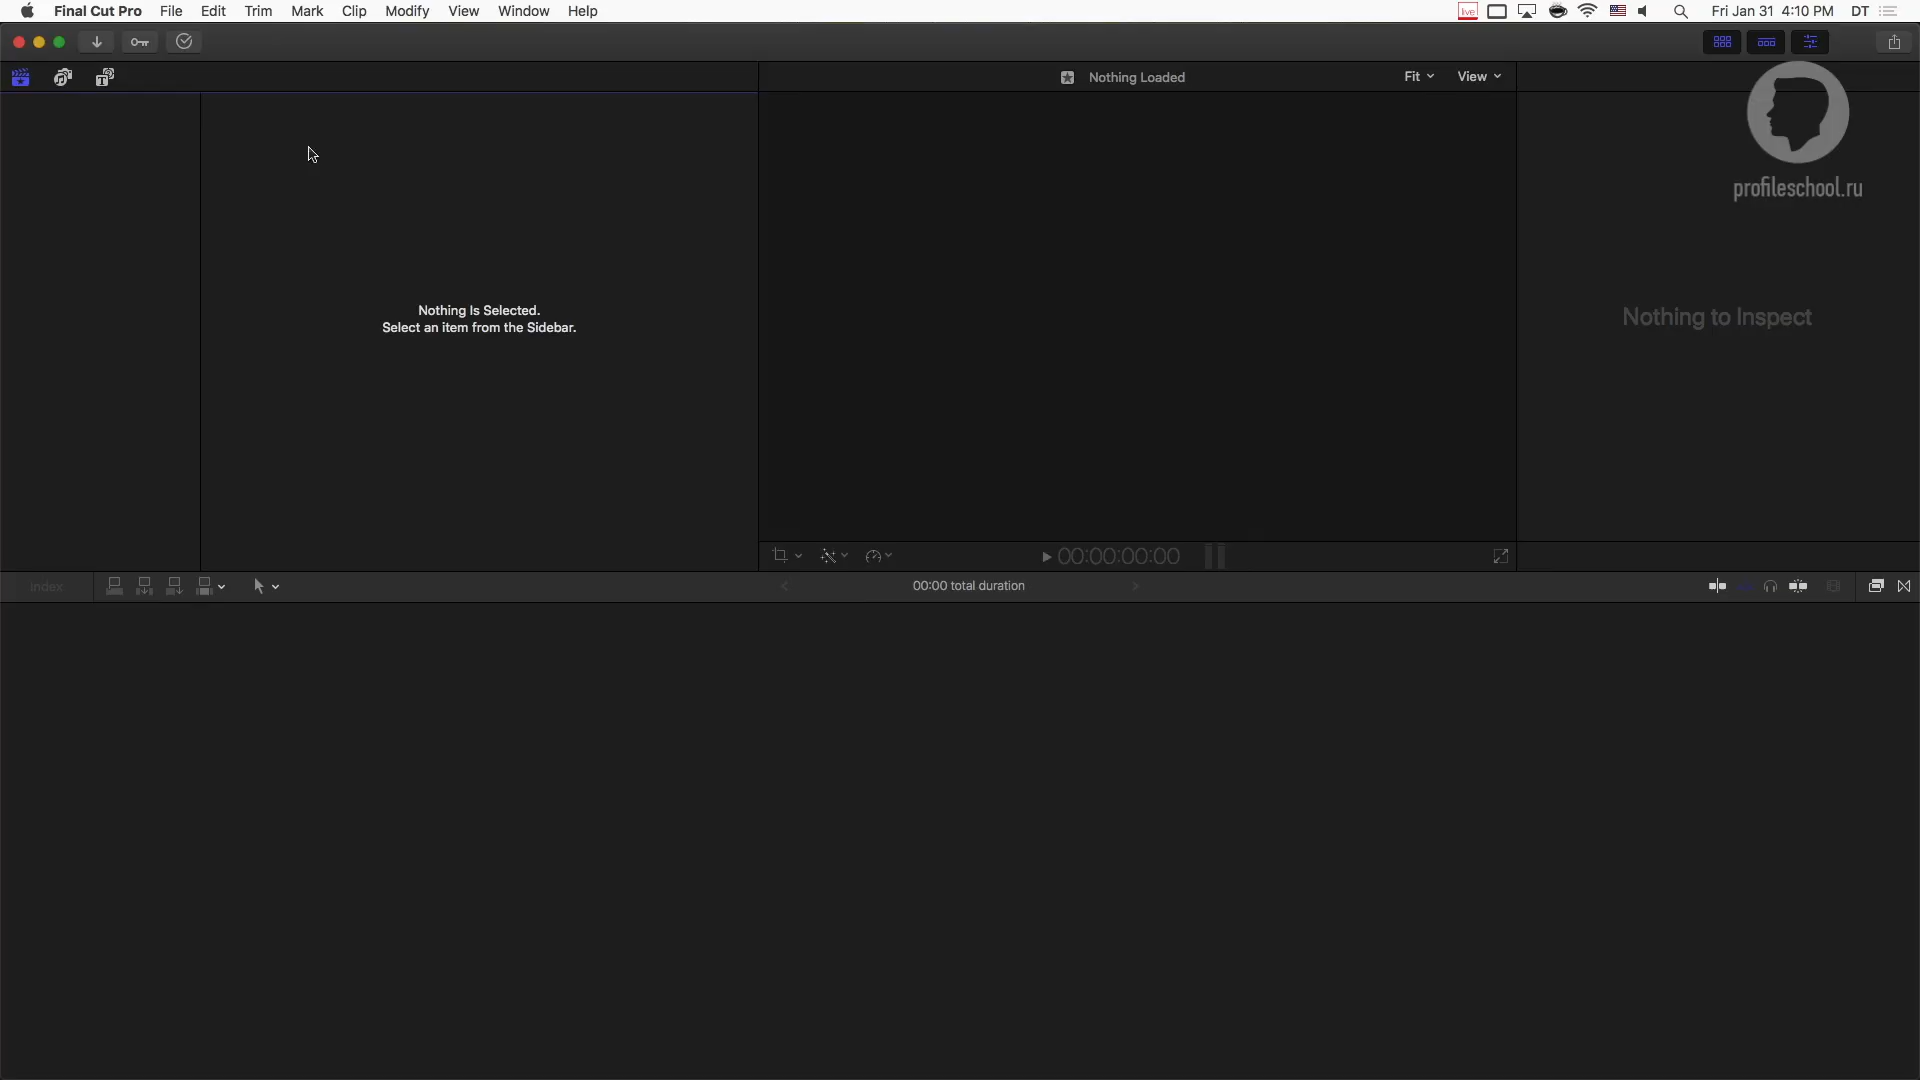 Final Cut Pro File Edit Trim Mark Clip Modify View Window Help live Fri Jan 31 4:10 PM DT
Nothing Loaded Fit View
profileschool.ru
Nothing Is Selected.
Select an item from the Sidebar.
Nothing to Inspect
00:00:00:00
Index 00:00 total duration